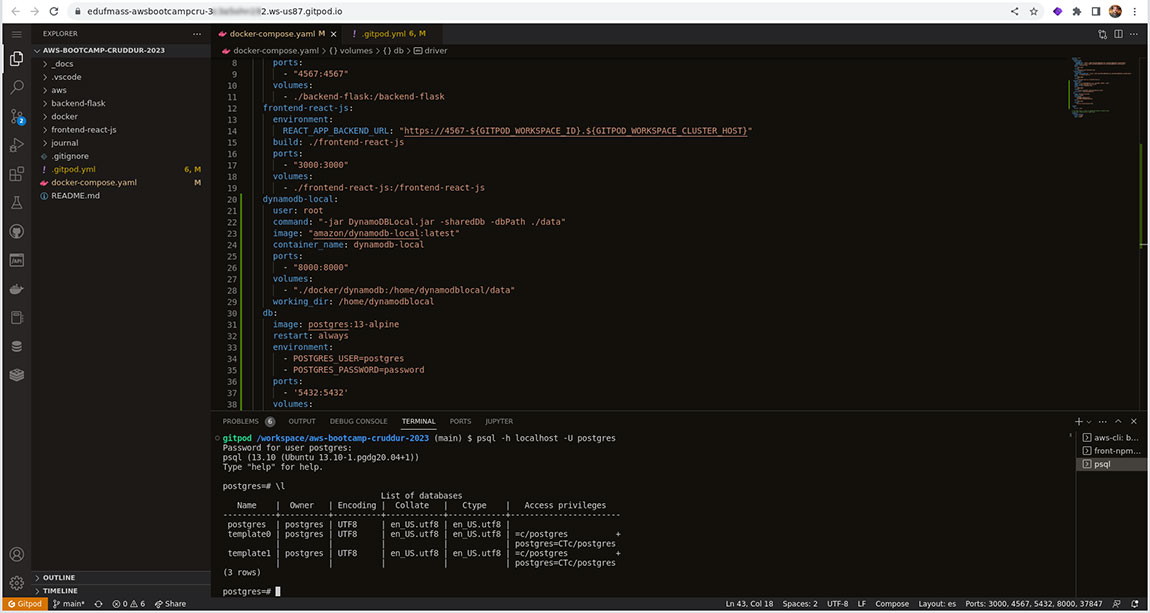 edufmass-awsbootcampcru-3 2.ws-us87.gitpod.io
EXPLORER
docker-compose.yaml M
.gitpod.yml 6, M
docker-compose.yaml > {} volumes > {} db > driver
AWS-BOOTCAMP-CRUDDUR-2023
_docs
.vscode
aws
backend-flask
docker
frontend-react-js
journal
.gitignore
.gitpod.yml 6, M
docker-compose.yaml M
README.md
OUTLINE
TIMELINE
8 ports:
9 - "4567:4567"
10 volumes:
11 - ./backend-flask:/backend-flask
12 frontend-react-js:
13 environment:
14 REACT_APP_BACKEND_URL: "https://4567-${GITPOD_WORKSPACE_ID}.${GITPOD_WORKSPACE_CLUSTER_HOST}"
15 build: ./frontend-react-js
16 ports:
17 - "3000:3000"
18 volumes:
19 - ./frontend-react-js:/frontend-react-js
20 dynamodb-local:
21 user: root
22 command: "-jar DynamoDBLocal.jar -sharedDb -dbPath ./data"
23 image: "amazon/dynamodb-local:latest"
24 container_name: dynamodb-local
25 ports:
26 - "8000:8000"
27 volumes:
28 - "./docker/dynamodb:/home/dynamodblocal/data"
29 working_dir: /home/dynamodblocal
30 db:
31 image: postgres:13-alpine
32 restart: always
33 environment:
34 - POSTGRES_USER=postgres
35 - POSTGRES_PASSWORD=password
36 ports:
37 - '5432:5432'
38 volumes:
PROBLEMS 6 OUTPUT DEBUG CONSOLE TERMINAL PORTS JUPYTER
gitpod /workspace/aws-bootcamp-cruddur-2023 (main) $ psql -h localhost -U postgres
Password for user postgres:
psql (13.10 (Ubuntu 13.10-1.pgdg20.04+1))
Type "help" for help.
postgres=# \l
List of databases
Name | Owner | Encoding | Collate | Ctype | Access privileges
-----------+----------+----------+------------+------------+-----------------------
postgres | postgres | UTF8 | en_US.utf8 | en_US.utf8 |
template0 | postgres | UTF8 | en_US.utf8 | en_US.utf8 | =c/postgres +
| | | | | postgres=CTc/postgres
template1 | postgres | UTF8 | en_US.utf8 | en_US.utf8 | =c/postgres +
| | | | | postgres=CTc/postgres
(3 rows)
postgres=#
aws-cli: b...
front-npm...
psql
2
Gitpod main* 0 6 Share
Ln 43, Col 18 Spaces: 2 UTF-8 LF Compose Layout: es Ports: 3000, 4567, 5432, 8000, 37847